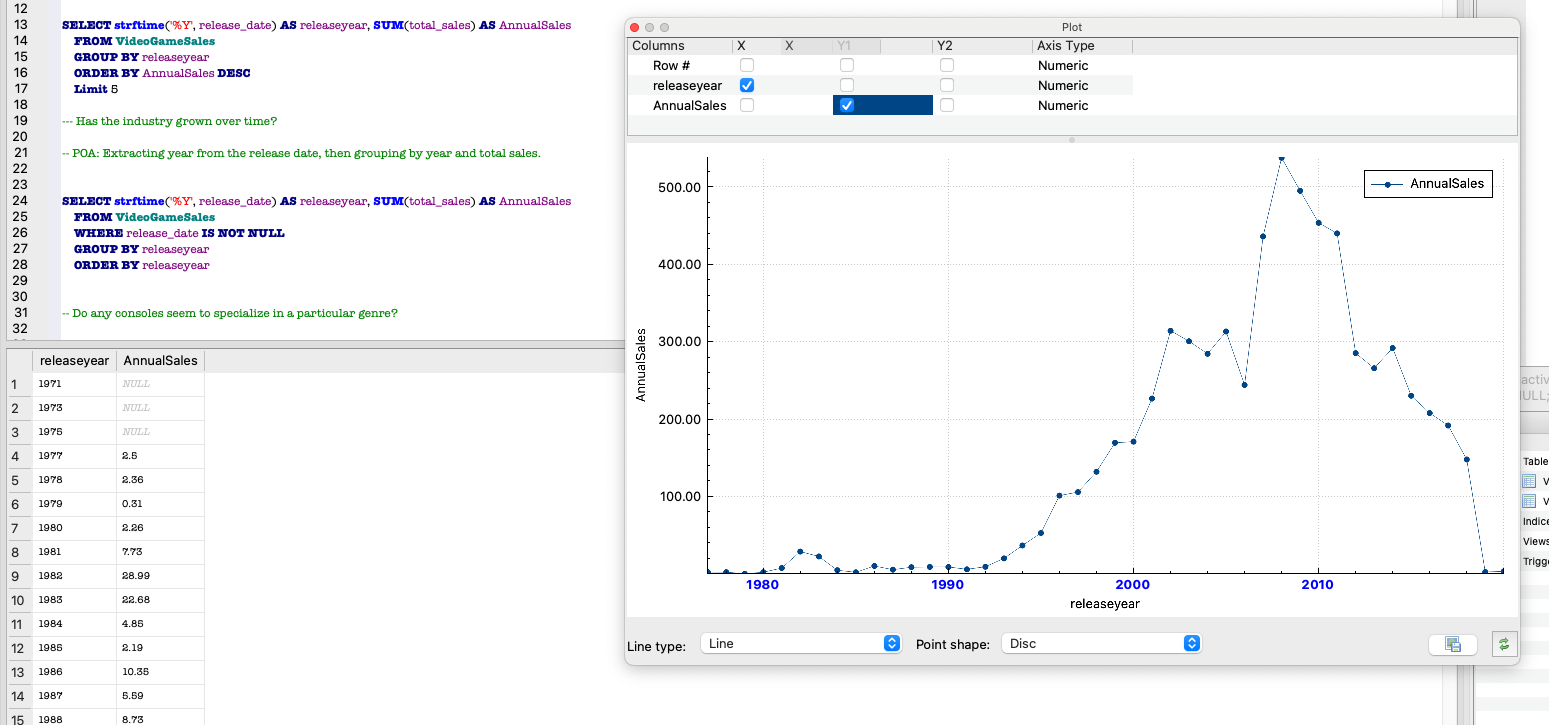 12
13 SELECT strftime('%Y', release_date) AS releaseyear, SUM(total_sales) AS AnnualSales
14 FROM VideoGameSales
15 GROUP BY releaseyear
16 ORDER BY AnnualSales DESC
17 Limit 5
18
19 --- Has the industry grown over time?
20
21 -- POA: Extracting year from the release date, then grouping by year and total sales.
22
23
24 SELECT strftime('%Y', release_date) AS releaseyear, SUM(total_sales) AS AnnualSales
25 FROM VideoGameSales
26 WHERE release_date IS NOT NULL
27 GROUP BY releaseyear
28 ORDER BY releaseyear
29
30
31 -- Do any consoles seem to specialize in a particular genre?
32
releaseyear AnnualSales
1 1971 NULL
2 1973 NULL
3 1975 NULL
4 1977 2.5
5 1978 2.36
6 1979 0.31
7 1980 2.26
8 1981 7.73
9 1982 28.99
10 1983 22.68
11 1984 4.85
12 1985 2.19
13 1986 10.35
14 1987 5.59
15 1988 8.73
Plot
Columns X X Y1 Y2 Axis Type
Row # Numeric
releaseyear Numeric
AnnualSales Numeric
AnnualSales
500.00
400.00
300.00
200.00
100.00
AnnualSales
1980 1990 2000 2010
releaseyear
Line type: Line Point shape: Disc
activ
ULL;
Table
V
V
Indice
Views
Trigge